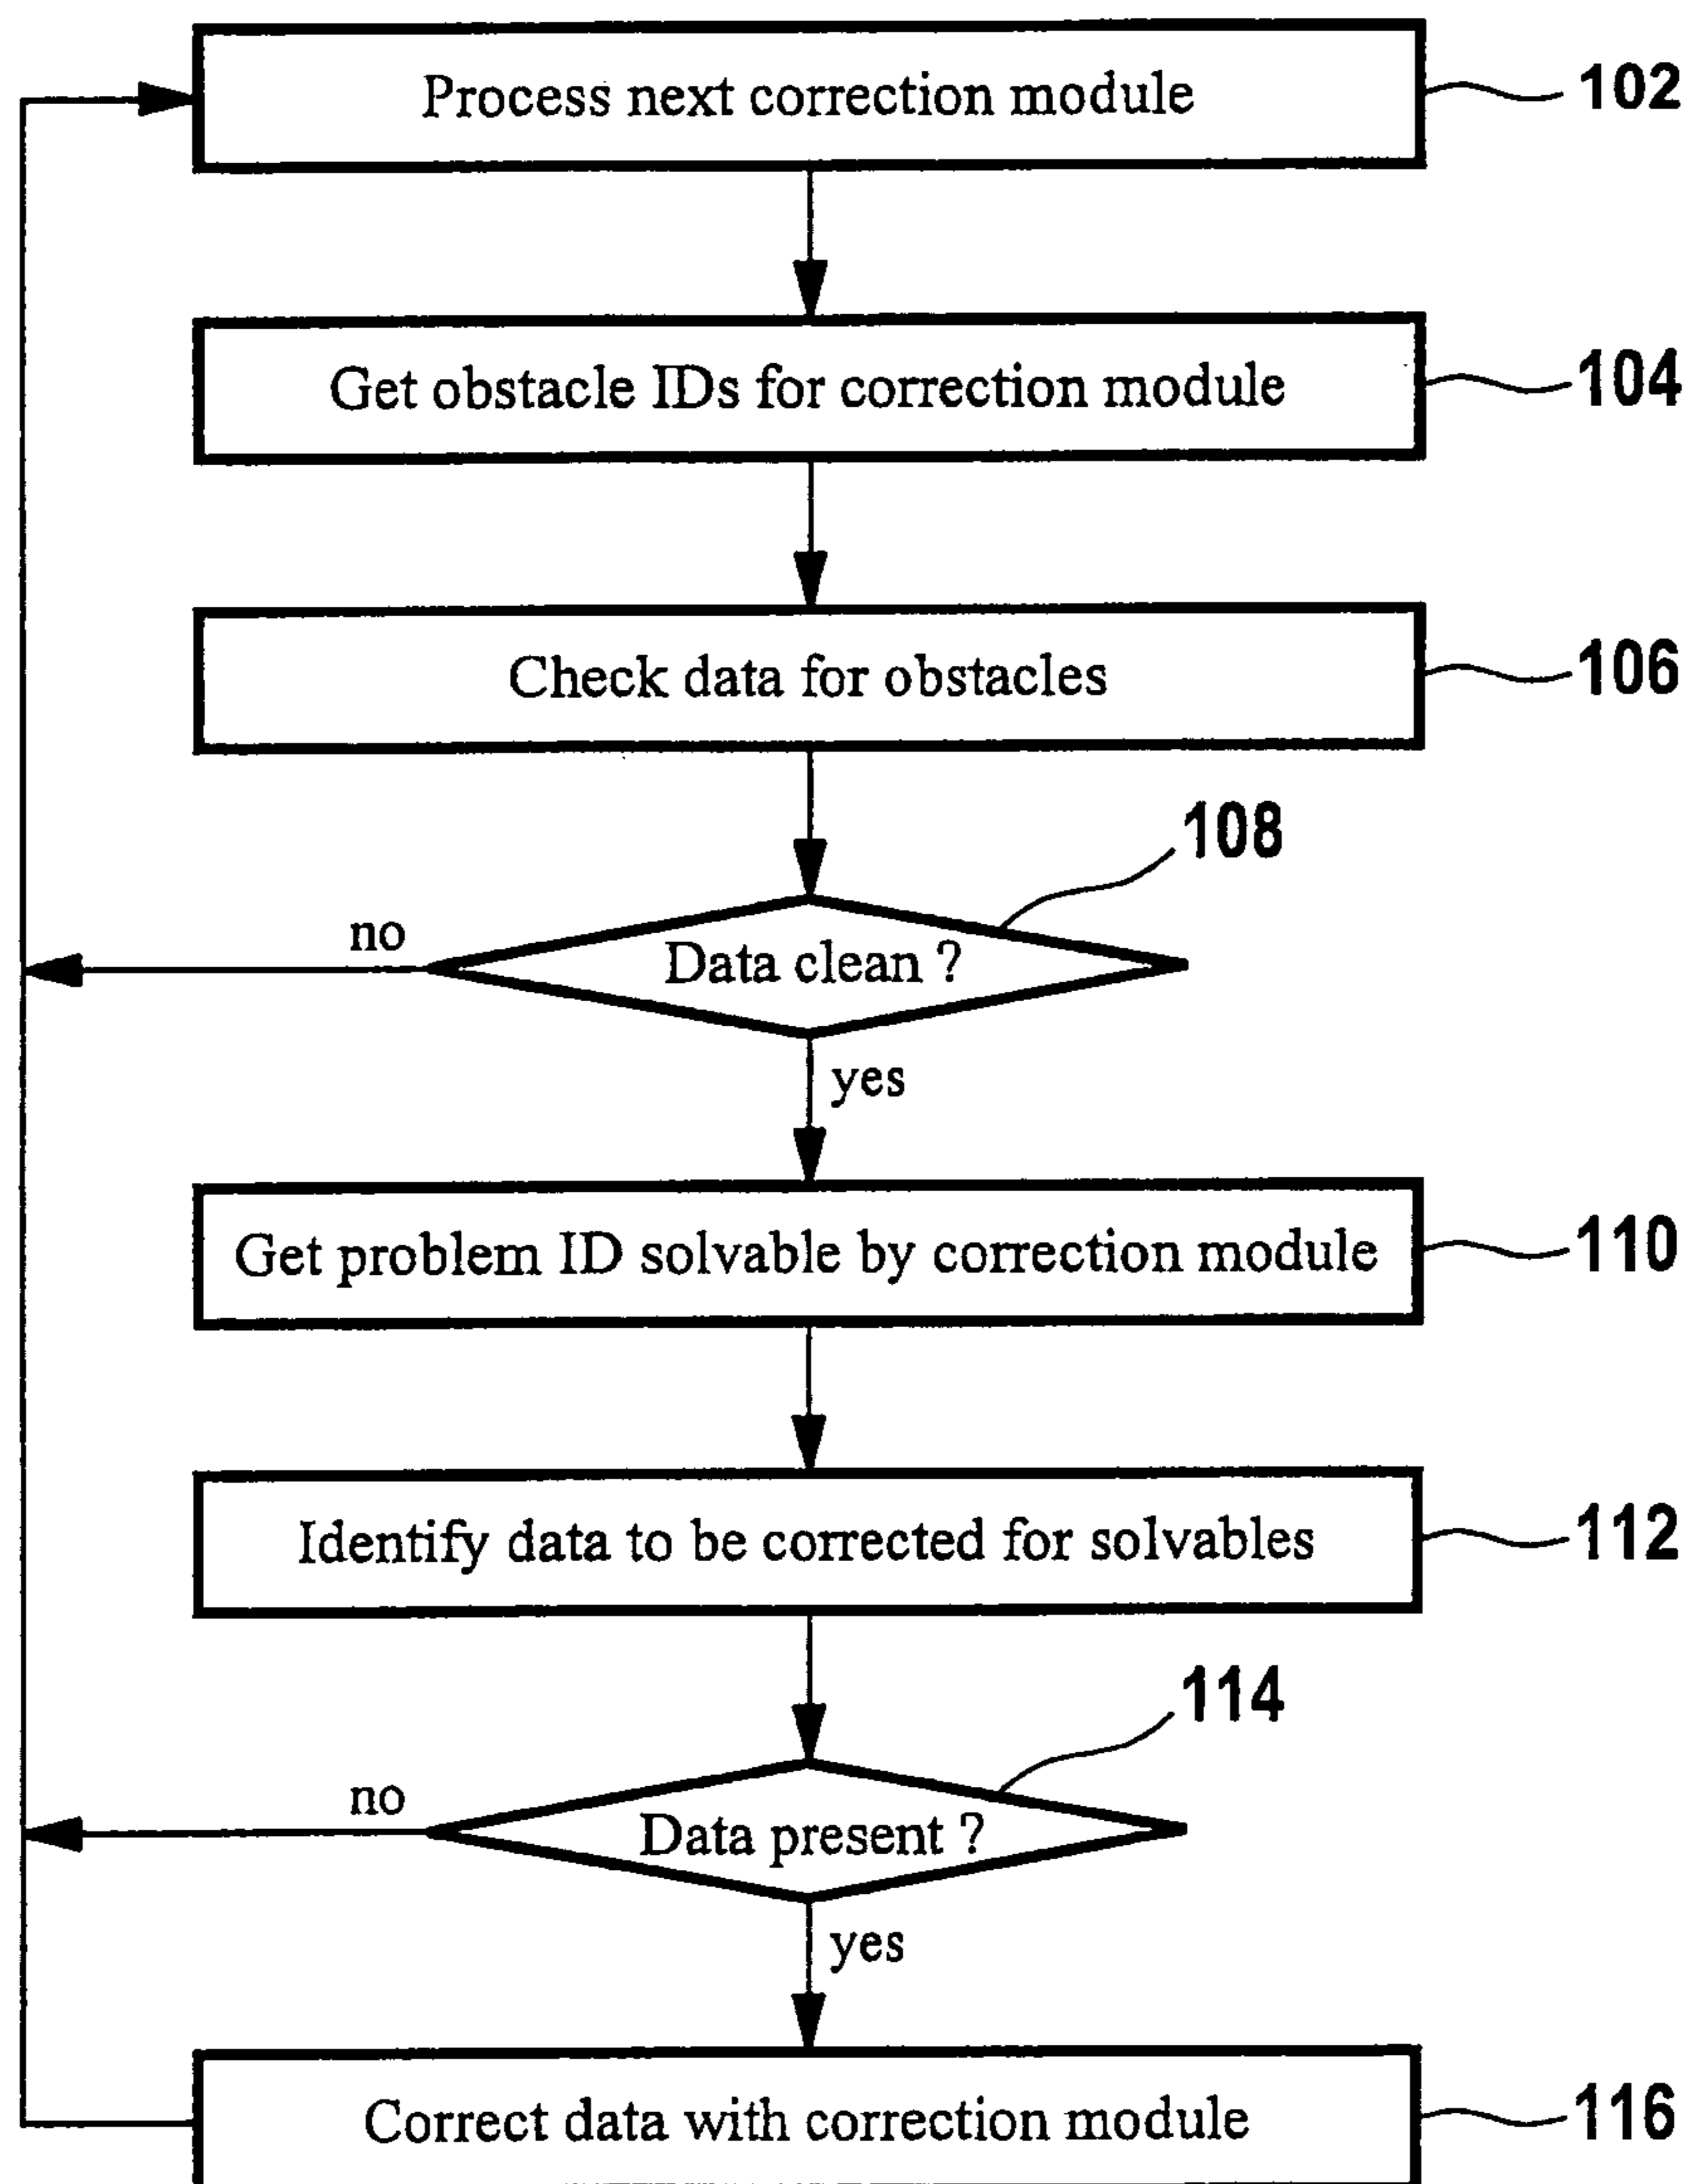 Process next correction module
102
Get obstacle IDs for correction module
104
Check data for obstacles
106
108
Data clean ?
no
yes
Get problem ID solvable by correction module
110
Identify data to be corrected for solvables
112
114
Data present ?
no
yes
Correct data with correction module
116